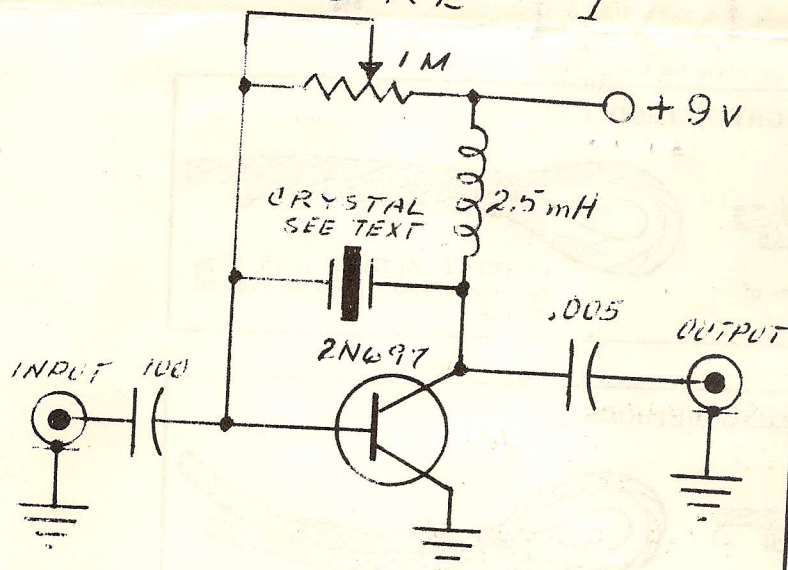 1M
+9V
CRYSTAL
SEE TEXT
2.5mH
.005
OUTPUT
2N697
INPUT
100